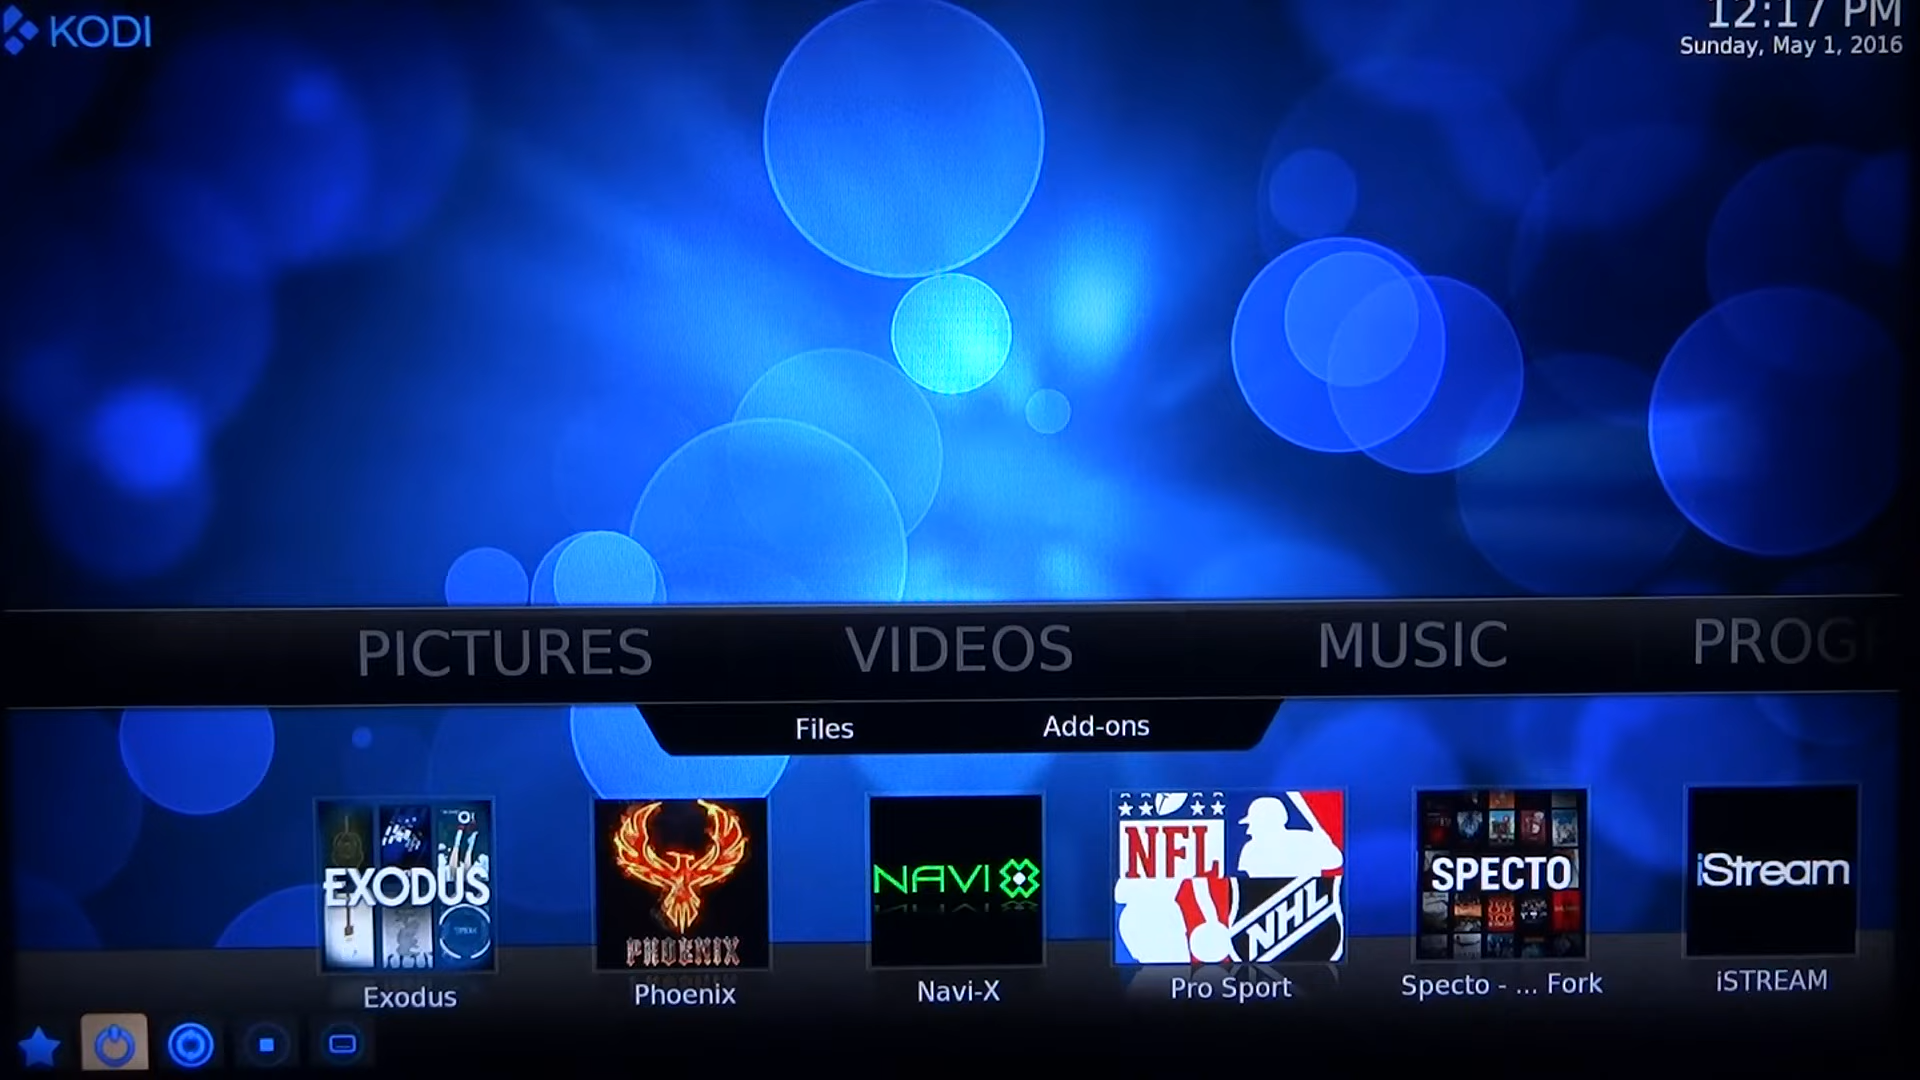 KODI
12:17 PM
Sunday, May 1, 2016
PICTURES
VIDEOS
MUSIC
PROG
Files
Add-ons
EXODUS
PHOENIX
NAVI X
NFL
NHL
SPECTO
iStream
Exodus
Phoenix
Navi-X
Pro Sport
Specto - ... Fork
iSTREAM